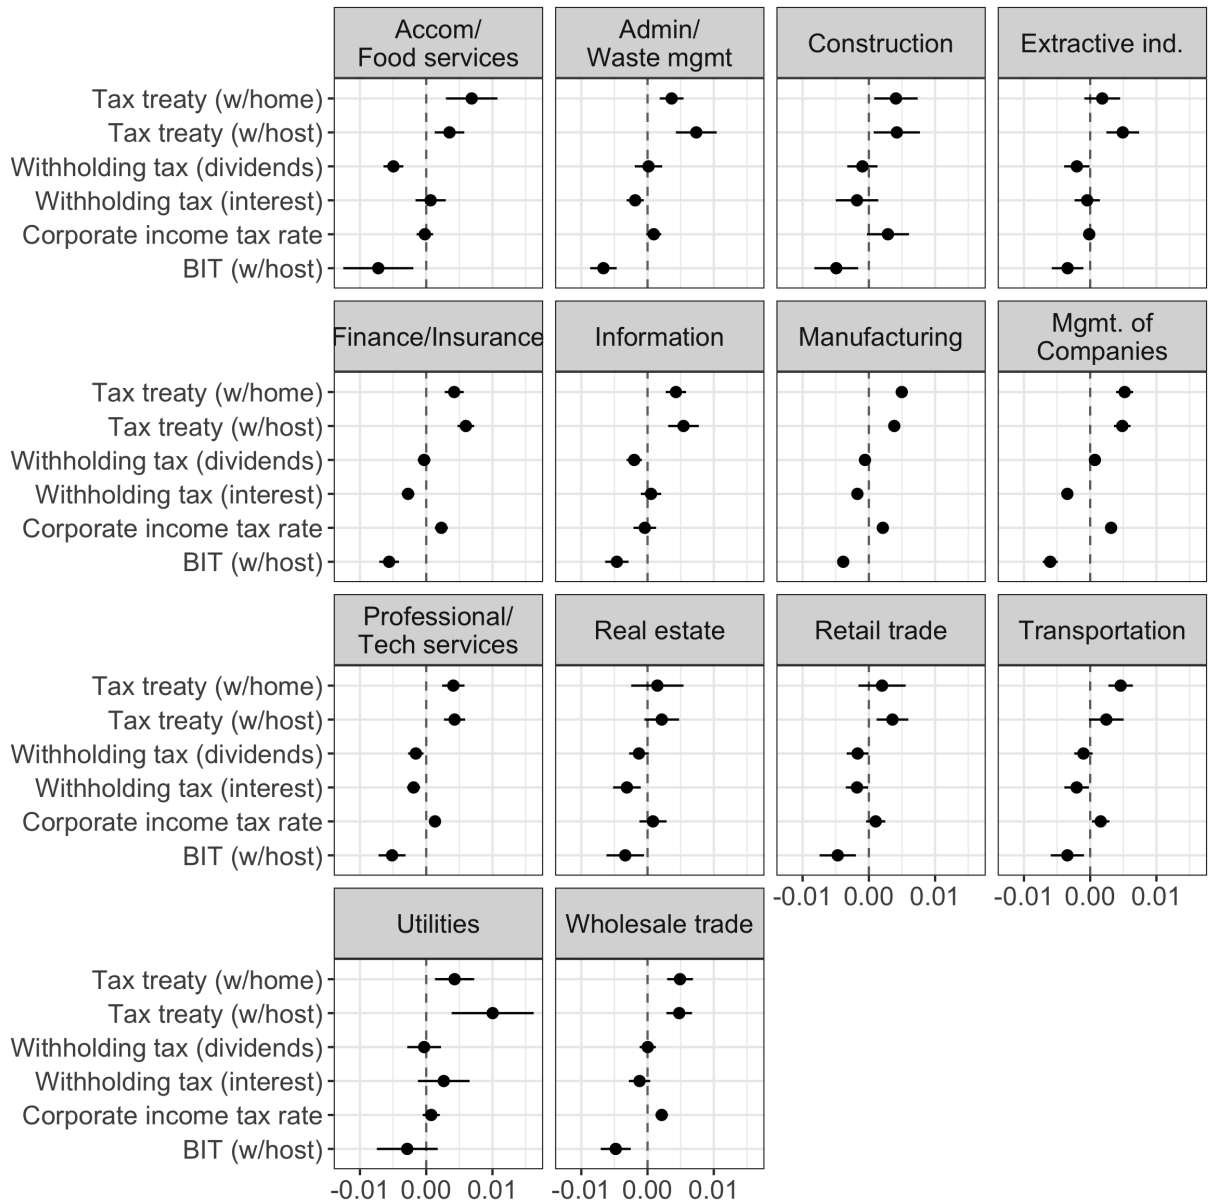 Accom/
Food services
Admin/
Waste mgmt
Construction
Extractive ind.
Tax treaty (w/home)
Tax treaty (w/host)
Withholding tax (dividends)
Withholding tax (interest)
Corporate income tax rate
BIT (w/host)
Finance/Insurance
Information
Manufacturing
Mgmt. of
Companies
Tax treaty (w/home)
Tax treaty (w/host)
Withholding tax (dividends)
Withholding tax (interest)
Corporate income tax rate
BIT (w/host)
Professional/
Tech services
Real estate
Retail trade
Transportation
Tax treaty (w/home)
Tax treaty (w/host)
Withholding tax (dividends)
Withholding tax (interest)
Corporate income tax rate
BIT (w/host)
-0.01 0.00 0.01
-0.01 0.00 0.01
Utilities
Wholesale trade
Tax treaty (w/home)
Tax treaty (w/host)
Withholding tax (dividends)
Withholding tax (interest)
Corporate income tax rate
BIT (w/host)
-0.01 0.00 0.01
-0.01 0.00 0.01